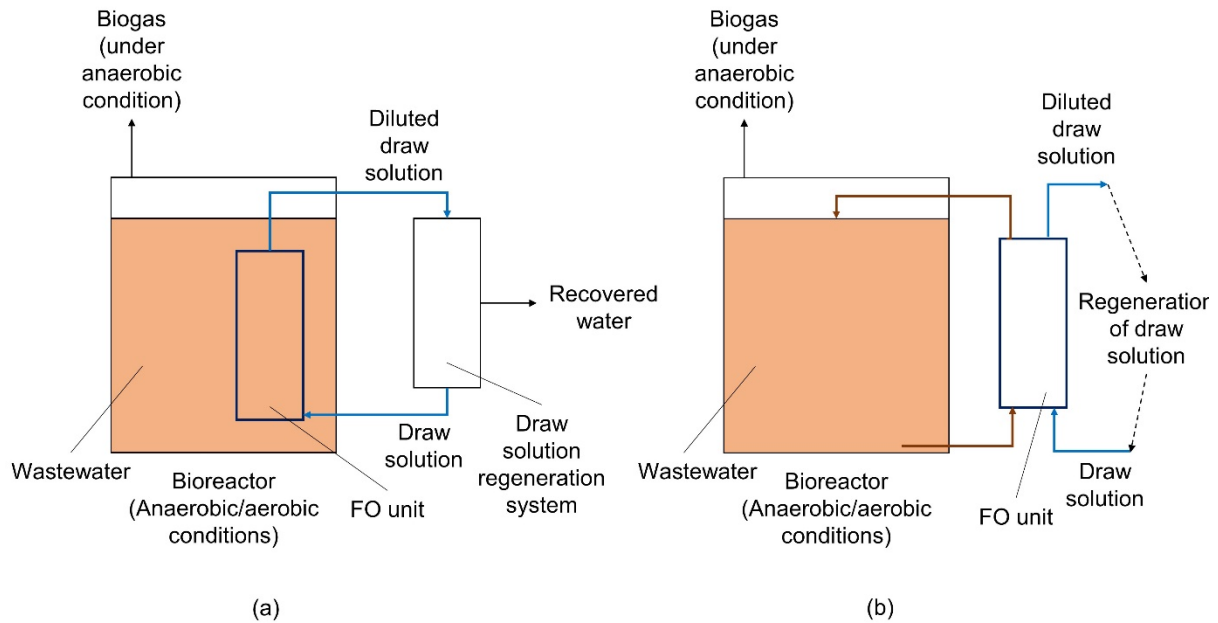 Biogas
(under
anaerobic
condition)
Diluted
draw
solution
Recovered
water
Draw
solution
Draw
solution
regeneration
system
Wastewater
FO unit
Bioreactor
(Anaerobic/aerobic
conditions)
(a)
Biogas
(under
anaerobic
condition)
Diluted
draw
solution
Regeneration
of draw
solution
Draw
solution
Wastewater
FO unit
Bioreactor
(Anaerobic/aerobic
conditions)
(b)